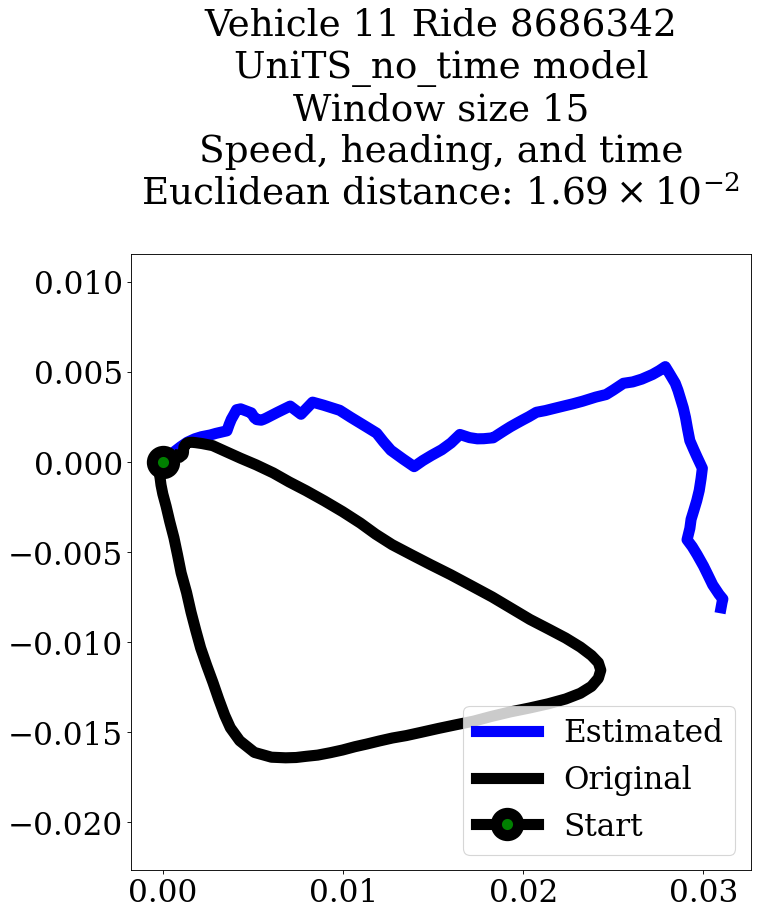 Vehicle 11 Ride 8686342
UniTS_no_time model
Window size 15
Speed, heading, and time
Euclidean distance: 1.69 × 10⁻²
0.010
0.005
0.000
−0.005
−0.010
−0.015
−0.020
Estimated
Original
Start
0.00 0.01 0.02 0.03